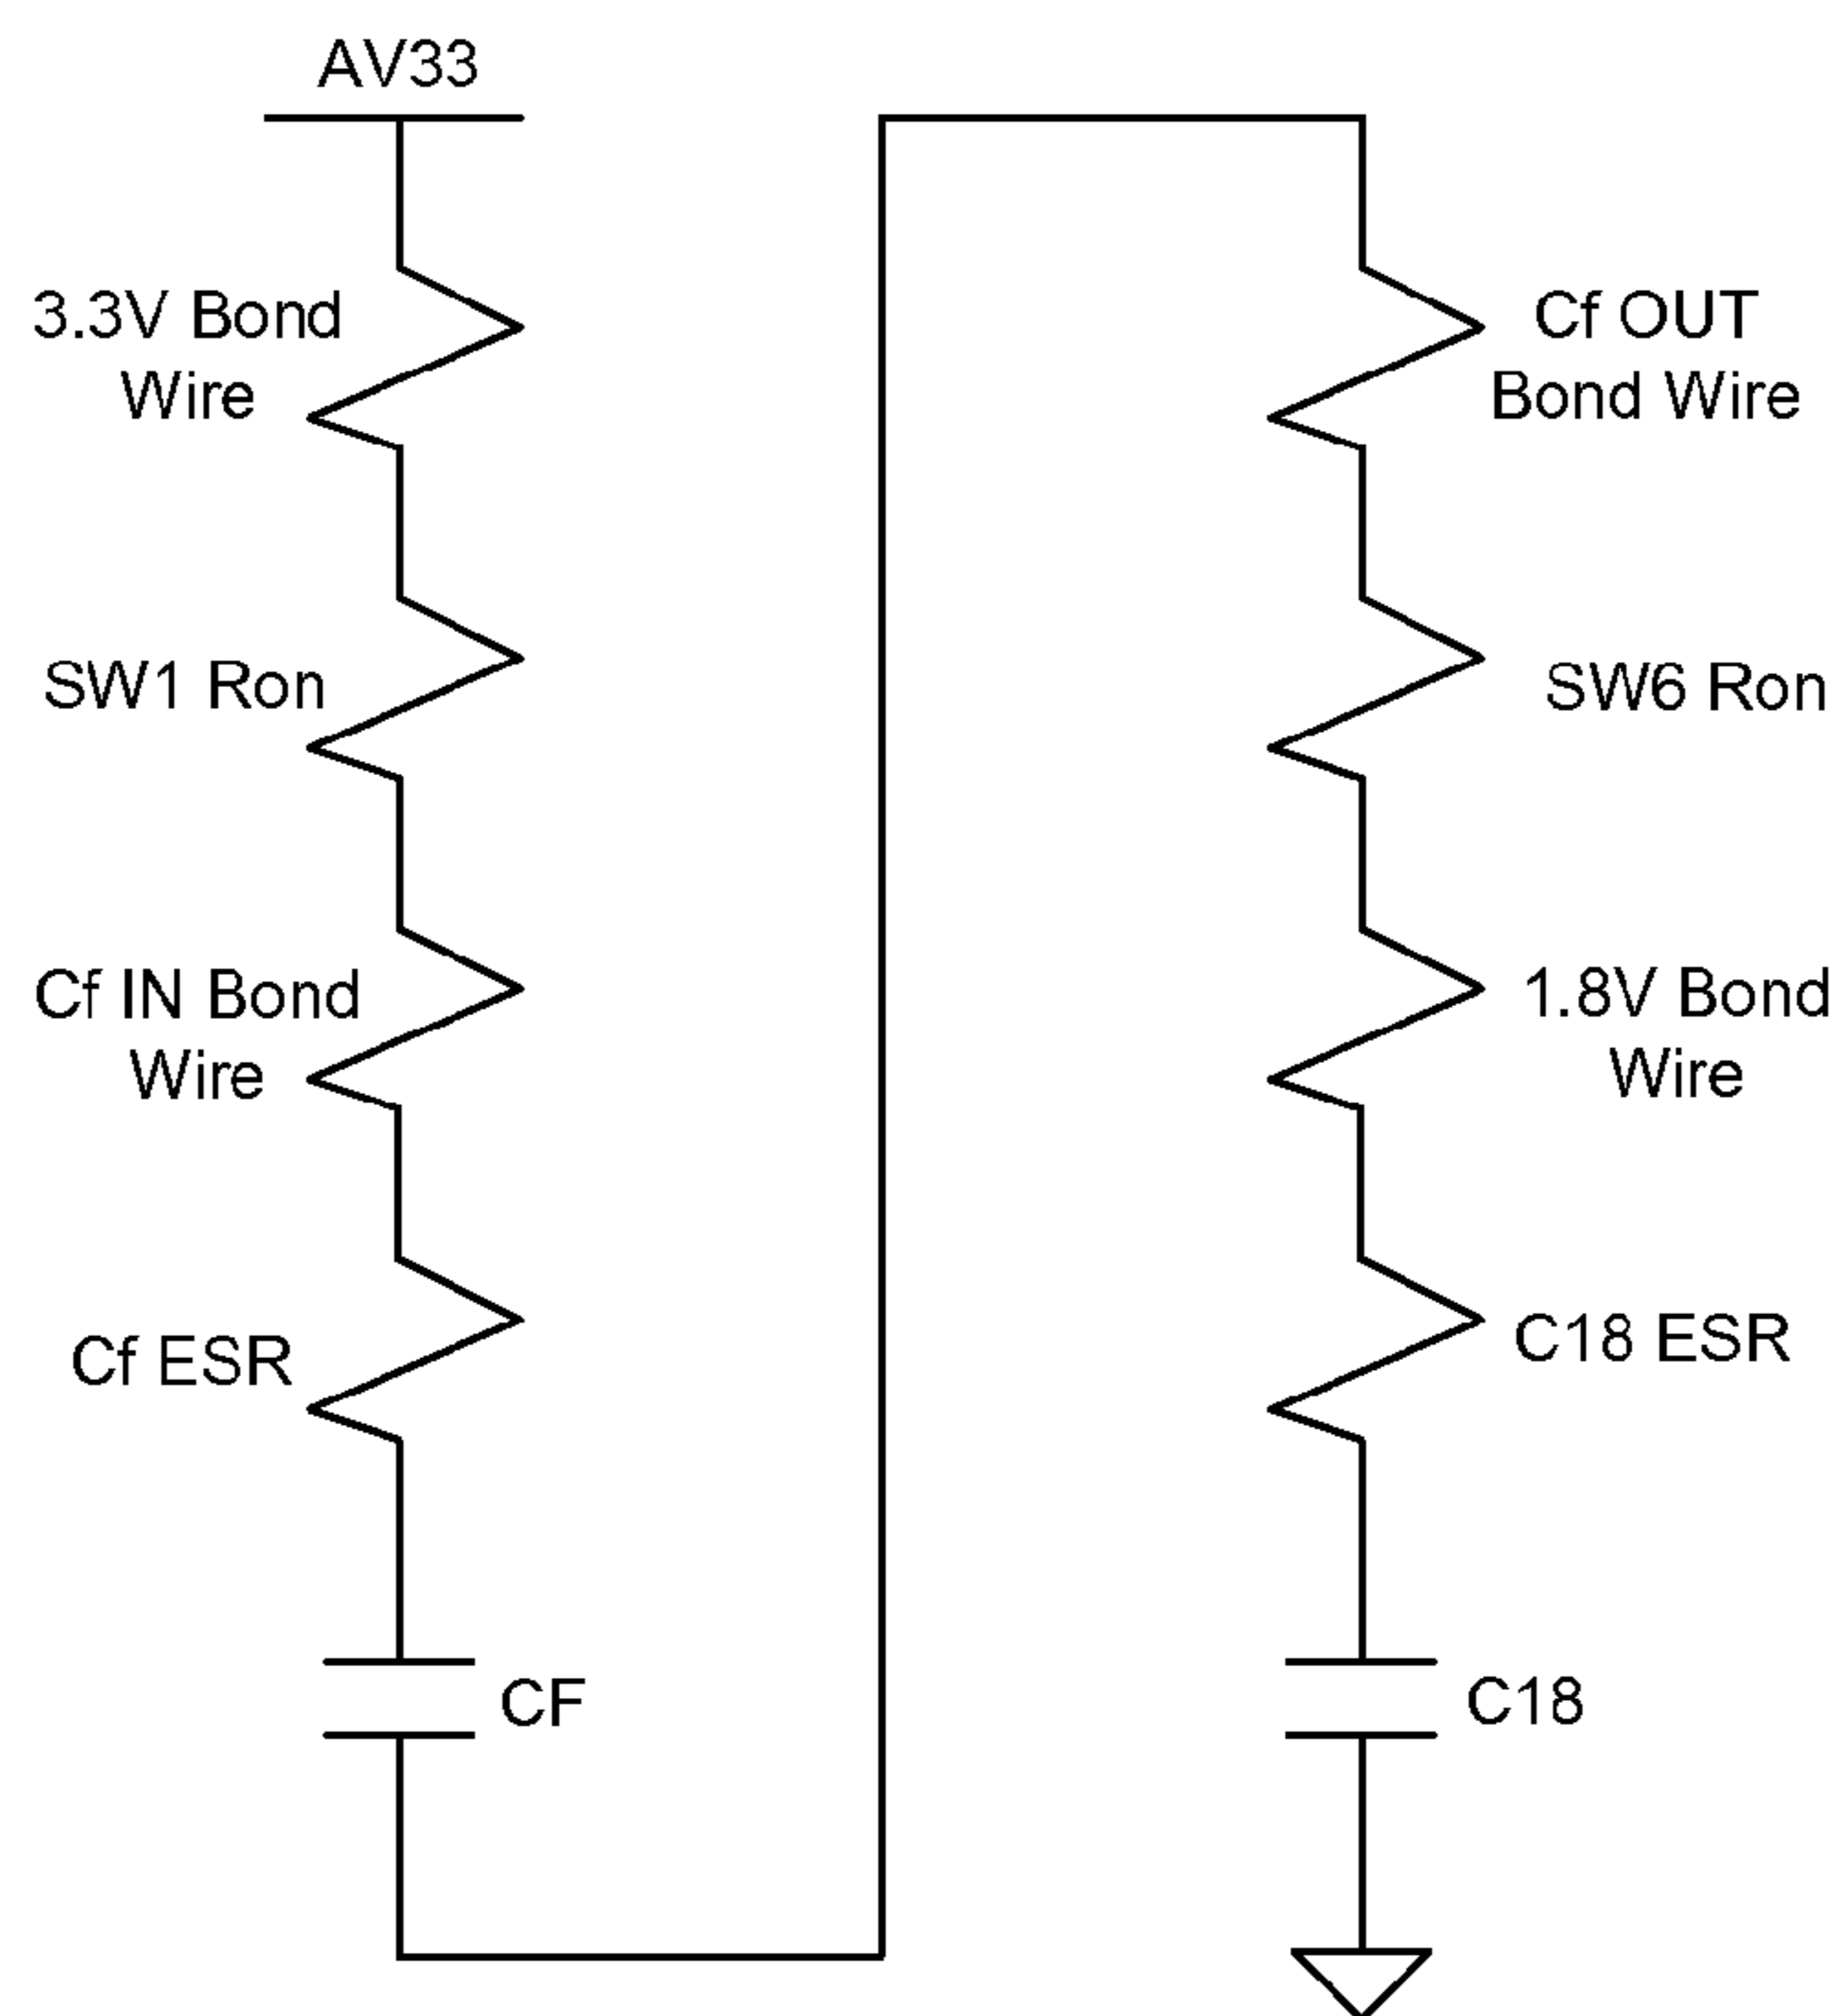 AV33
3.3V Bond
Wire
SW1 Ron
Cf IN Bond
Wire
Cf ESR
CF
Cf OUT
Bond Wire
SW6 Ron
1.8V Bond
Wire
C18 ESR
C18